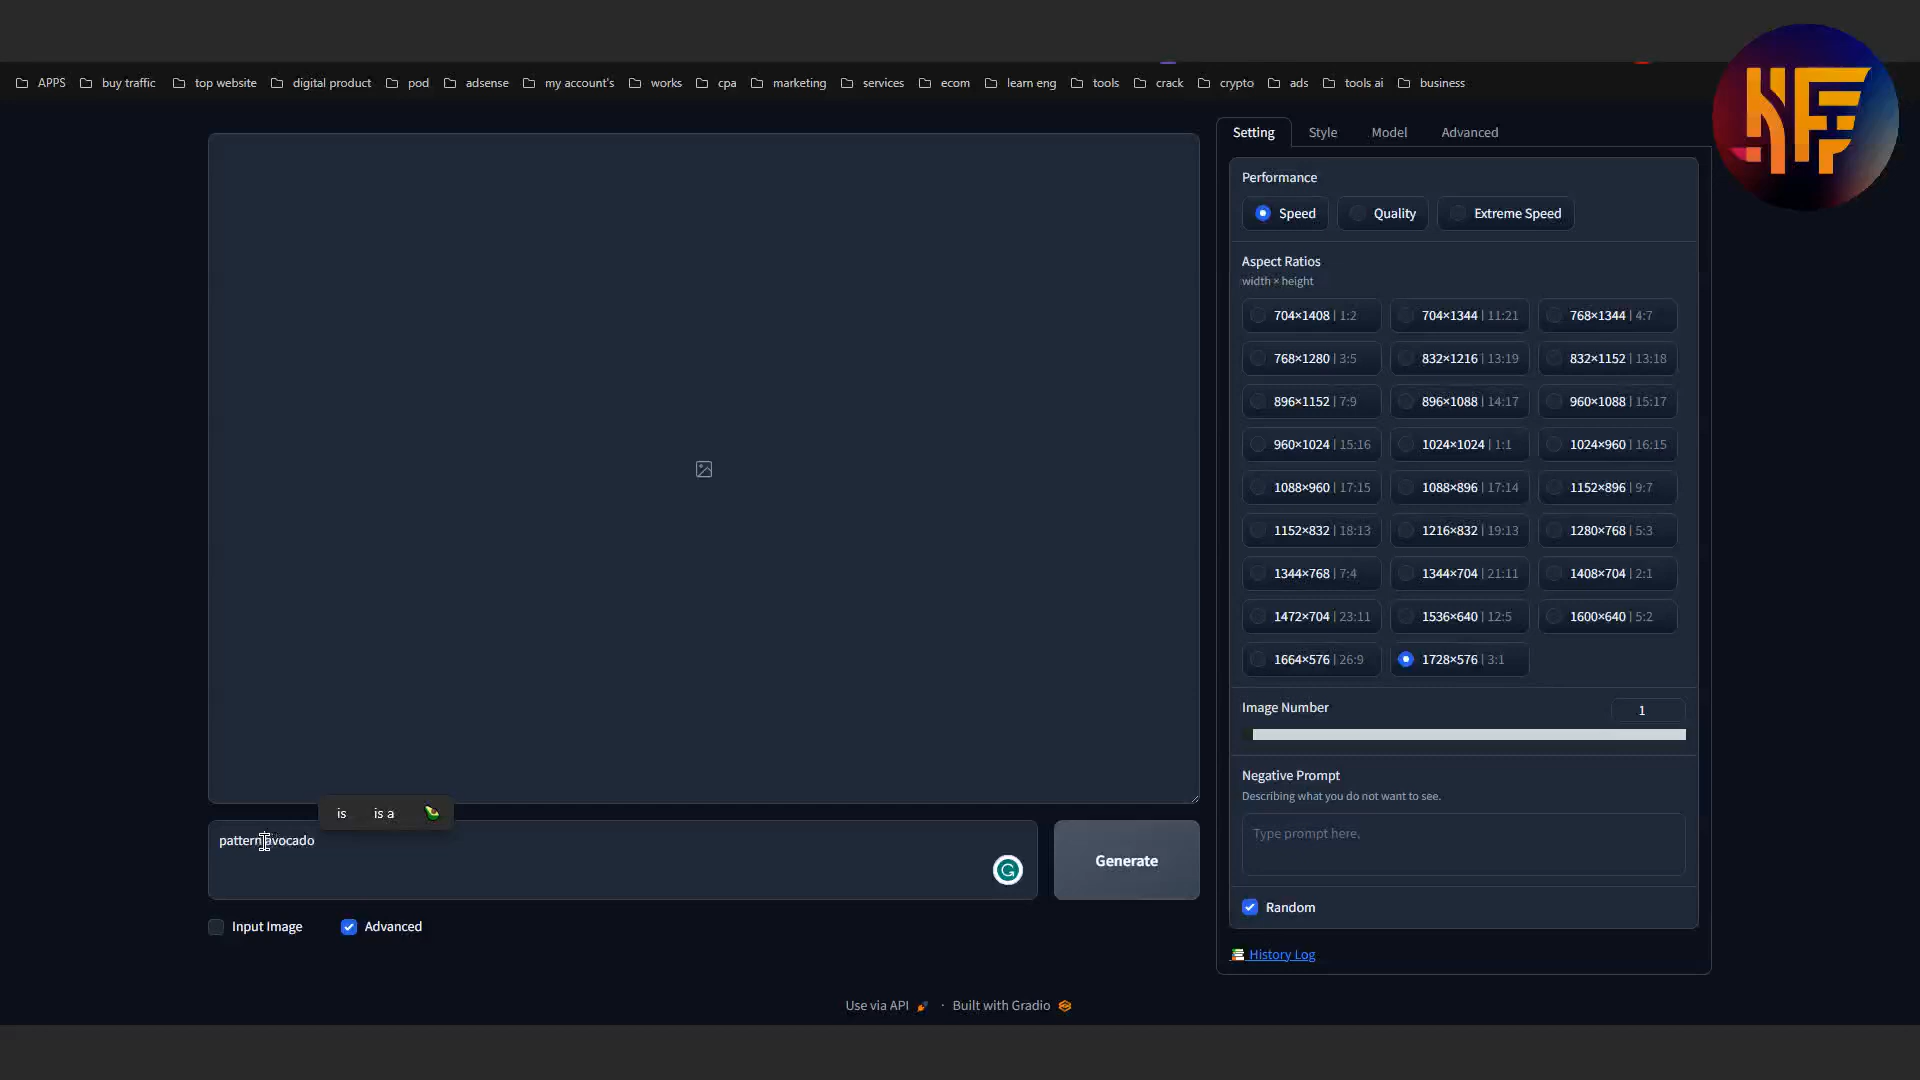 APPS buy traffic top website digital product pod adsense my account's works cpa marketing services ecom learn eng tools crack crypto ads tools ai business
Setting Style Model Advanced
Performance
Speed Quality Extreme Speed
Aspect Ratios
width × height
704×1408 | 1:2 704×1344 | 11:21 768×1344 | 4:7
768×1280 | 3:5 832×1216 | 13:19 832×1152 | 13:18
896×1152 | 7:9 896×1088 | 14:17 960×1088 | 15:17
960×1024 | 15:16 1024×1024 | 1:1 1024×960 | 16:15
1088×960 | 17:15 1088×896 | 17:14 1152×896 | 9:7
1152×832 | 18:13 1216×832 | 19:13 1280×768 | 5:3
1344×768 | 7:4 1344×704 | 21:11 1408×704 | 2:1
1472×704 | 23:11 1536×640 | 12:5 1600×640 | 5:2
1664×576 | 26:9 1728×576 | 3:1
Image Number 1
Negative Prompt
Describing what you do not want to see.
Type prompt here.
Random
History Log
is is a
pattern avocado
Generate
Input Image Advanced
Use via API · Built with Gradio